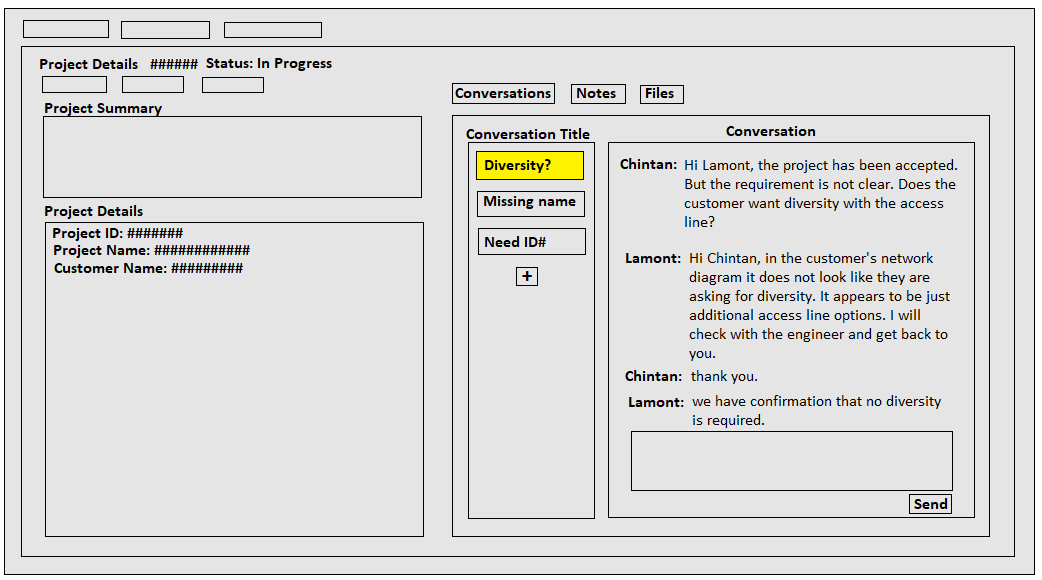 Project Details ###### Status: In Progress
Project Summary
Project Details
Project ID: #######
Project Name: ############
Customer Name: #########
Conversations Notes Files
Conversation Title
Diversity?
Missing name
Need ID#
+
Conversation
Chintan: Hi Lamont, the project has been accepted.
But the requirement is not clear. Does the
customer want diversity with the access
line?
Lamont: Hi Chintan, in the customer's network
diagram it does not look like they are
asking for diversity. It appears to be just
additional access line options. I will
check with the engineer and get back to
you.
Chintan: thank you.
Lamont: we have confirmation that no diversity
is required.
Send